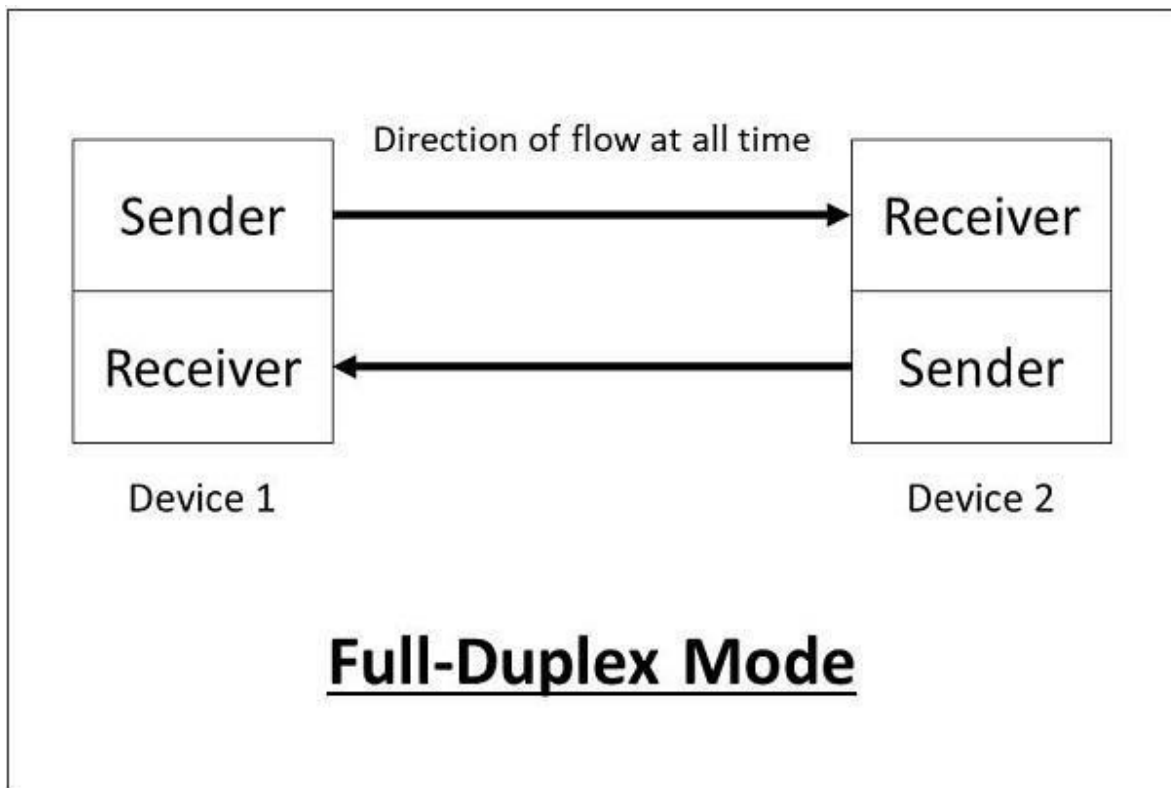 Direction of flow at all time
Sender
Receiver
Receiver
Sender
Device 1
Device 2
Full-Duplex Mode